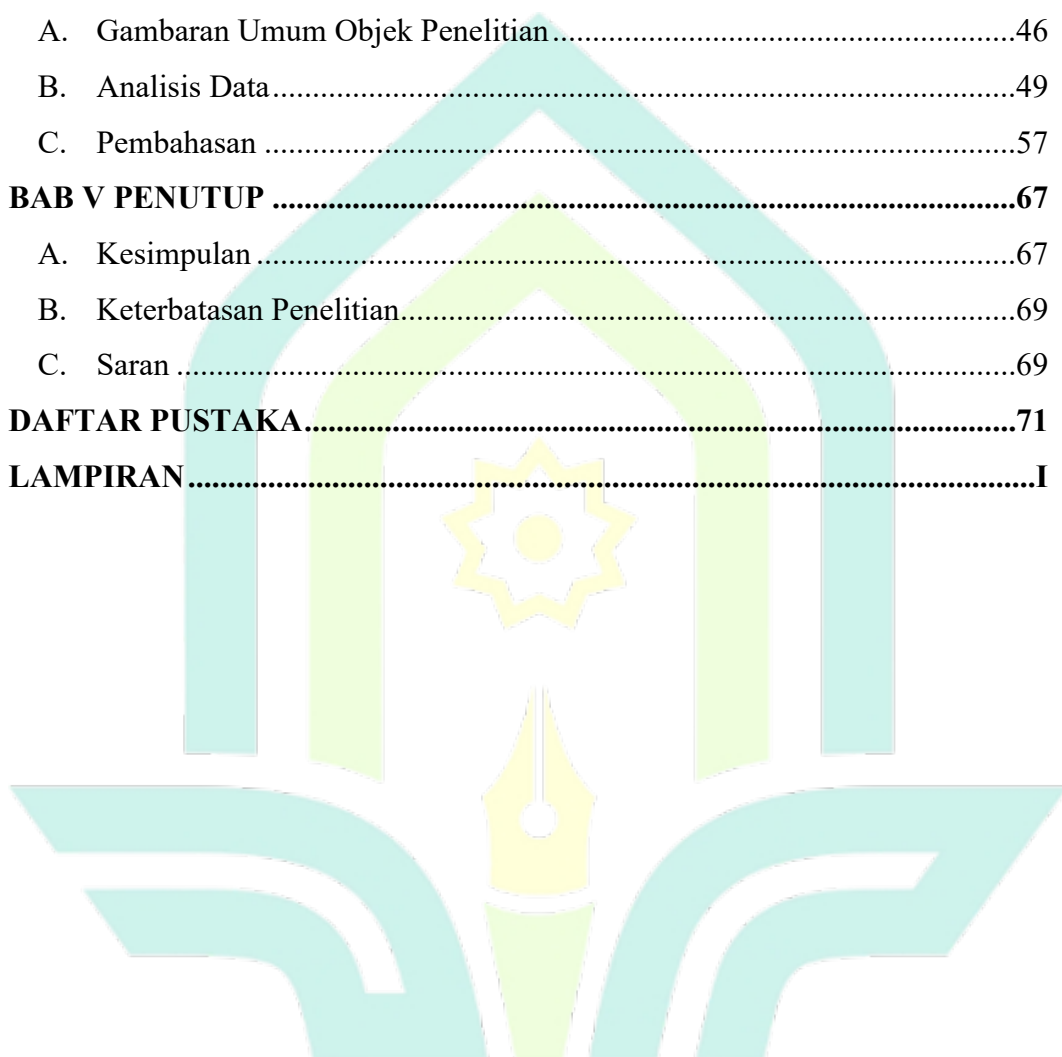 A. Gambaran Umum Objek Penelitian....................................................................46
B. Analisis Data....................................................................49
C. Pembahasan ....................................................................57
BAB V PENUTUP ....................................................................67
A. Kesimpulan ....................................................................67
B. Keterbatasan Penelitian....................................................................69
C. Saran ....................................................................69
DAFTAR PUSTAKA....................................................................71
LAMPIRAN....................................................................I